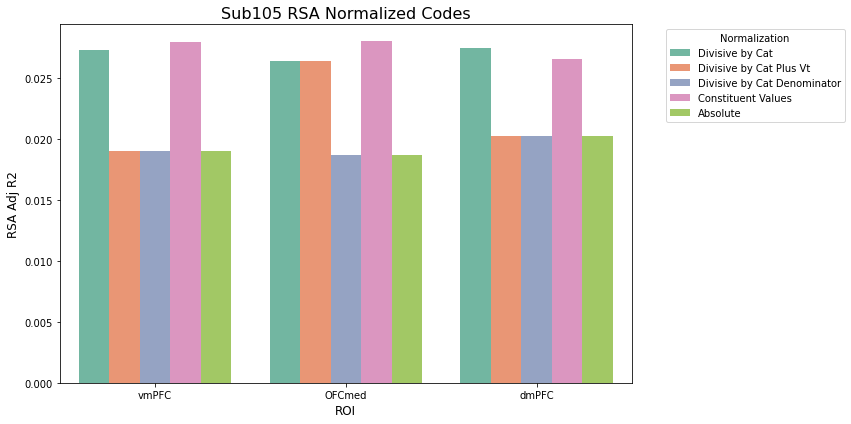 Sub105 RSA Normalized Codes
RSA Adj R2
0.025
0.020
0.015
0.010
0.005
0.000
vmPFC
OFCmed
dmPFC
ROI
Normalization
Divisive by Cat
Divisive by Cat Plus Vt
Divisive by Cat Denominator
Constituent Values
Absolute